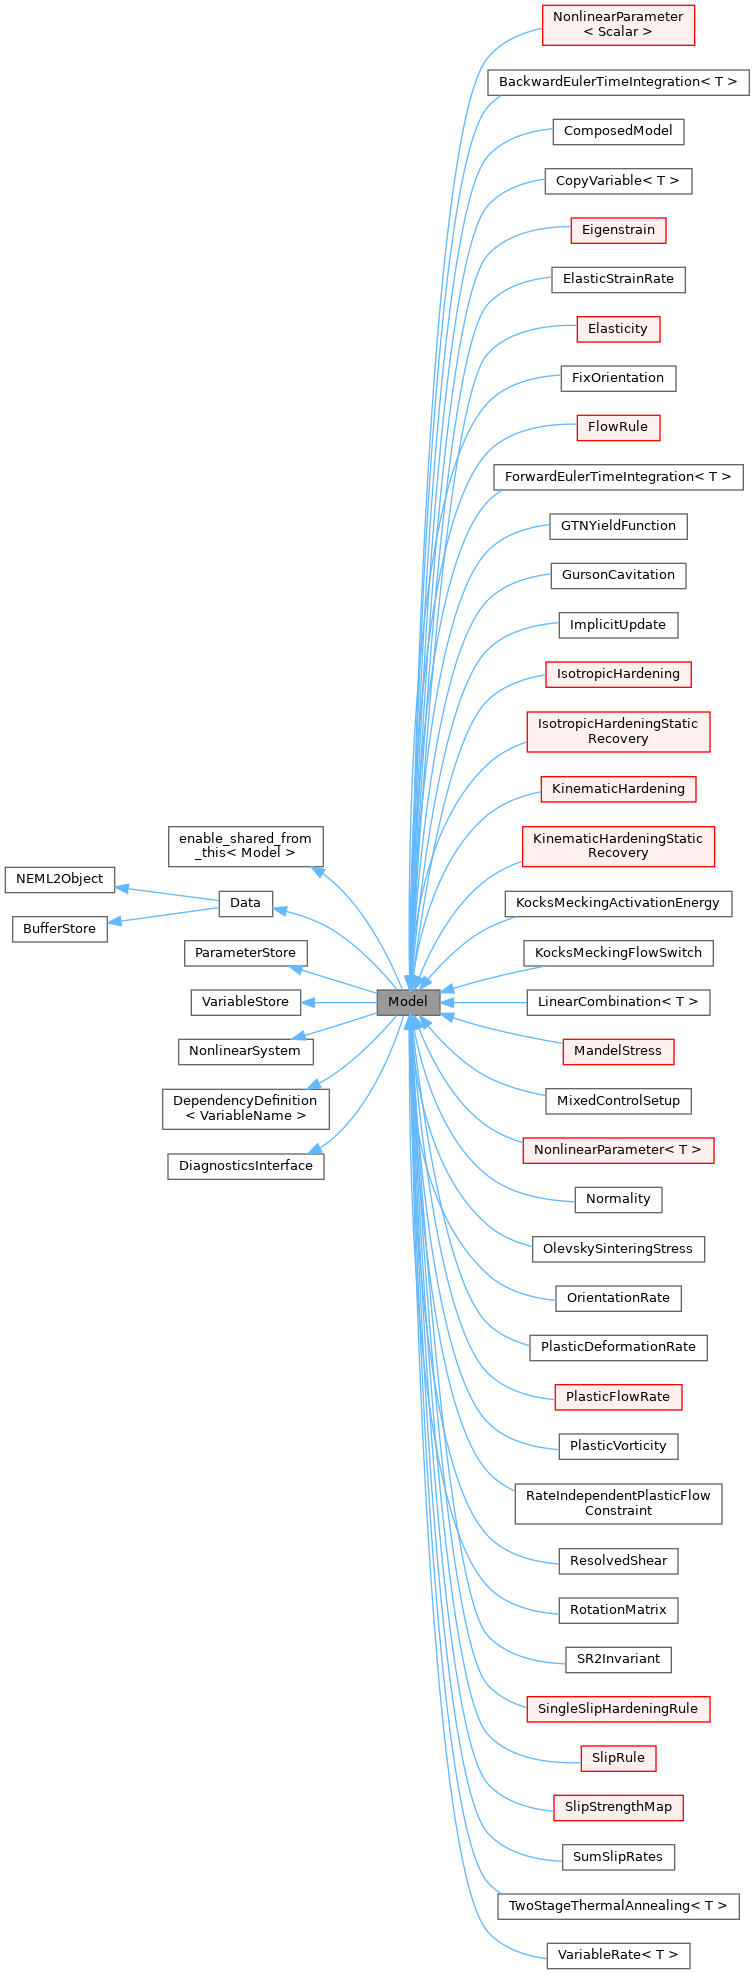 NonlinearParameter
< Scalar >
BackwardEulerTimeIntegration< T >
ComposedModel
CopyVariable< T >
Eigenstrain
ElasticStrainRate
Elasticity
FixOrientation
FlowRule
ForwardEulerTimeIntegration< T >
GTNYieldFunction
GursonCavitation
ImplicitUpdate
IsotropicHardening
IsotropicHardeningStatic
Recovery
KinematicHardening
enable_shared_from
_this< Model >
KinematicHardeningStatic
Recovery
NEML2Object
BufferStore
Data
KocksMeckingActivationEnergy
ParameterStore
KocksMeckingFlowSwitch
VariableStore
Model
LinearCombination< T >
NonlinearSystem
MandelStress
DependencyDefinition
< VariableName >
MixedControlSetup
DiagnosticsInterface
NonlinearParameter< T >
Normality
OlevskySinteringStress
OrientationRate
PlasticDeformationRate
PlasticFlowRate
PlasticVorticity
RateIndependentPlasticFlow
Constraint
ResolvedShear
RotationMatrix
SR2Invariant
SingleSlipHardeningRule
SlipRule
SlipStrengthMap
SumSlipRates
TwoStageThermalAnnealing< T >
VariableRate< T >